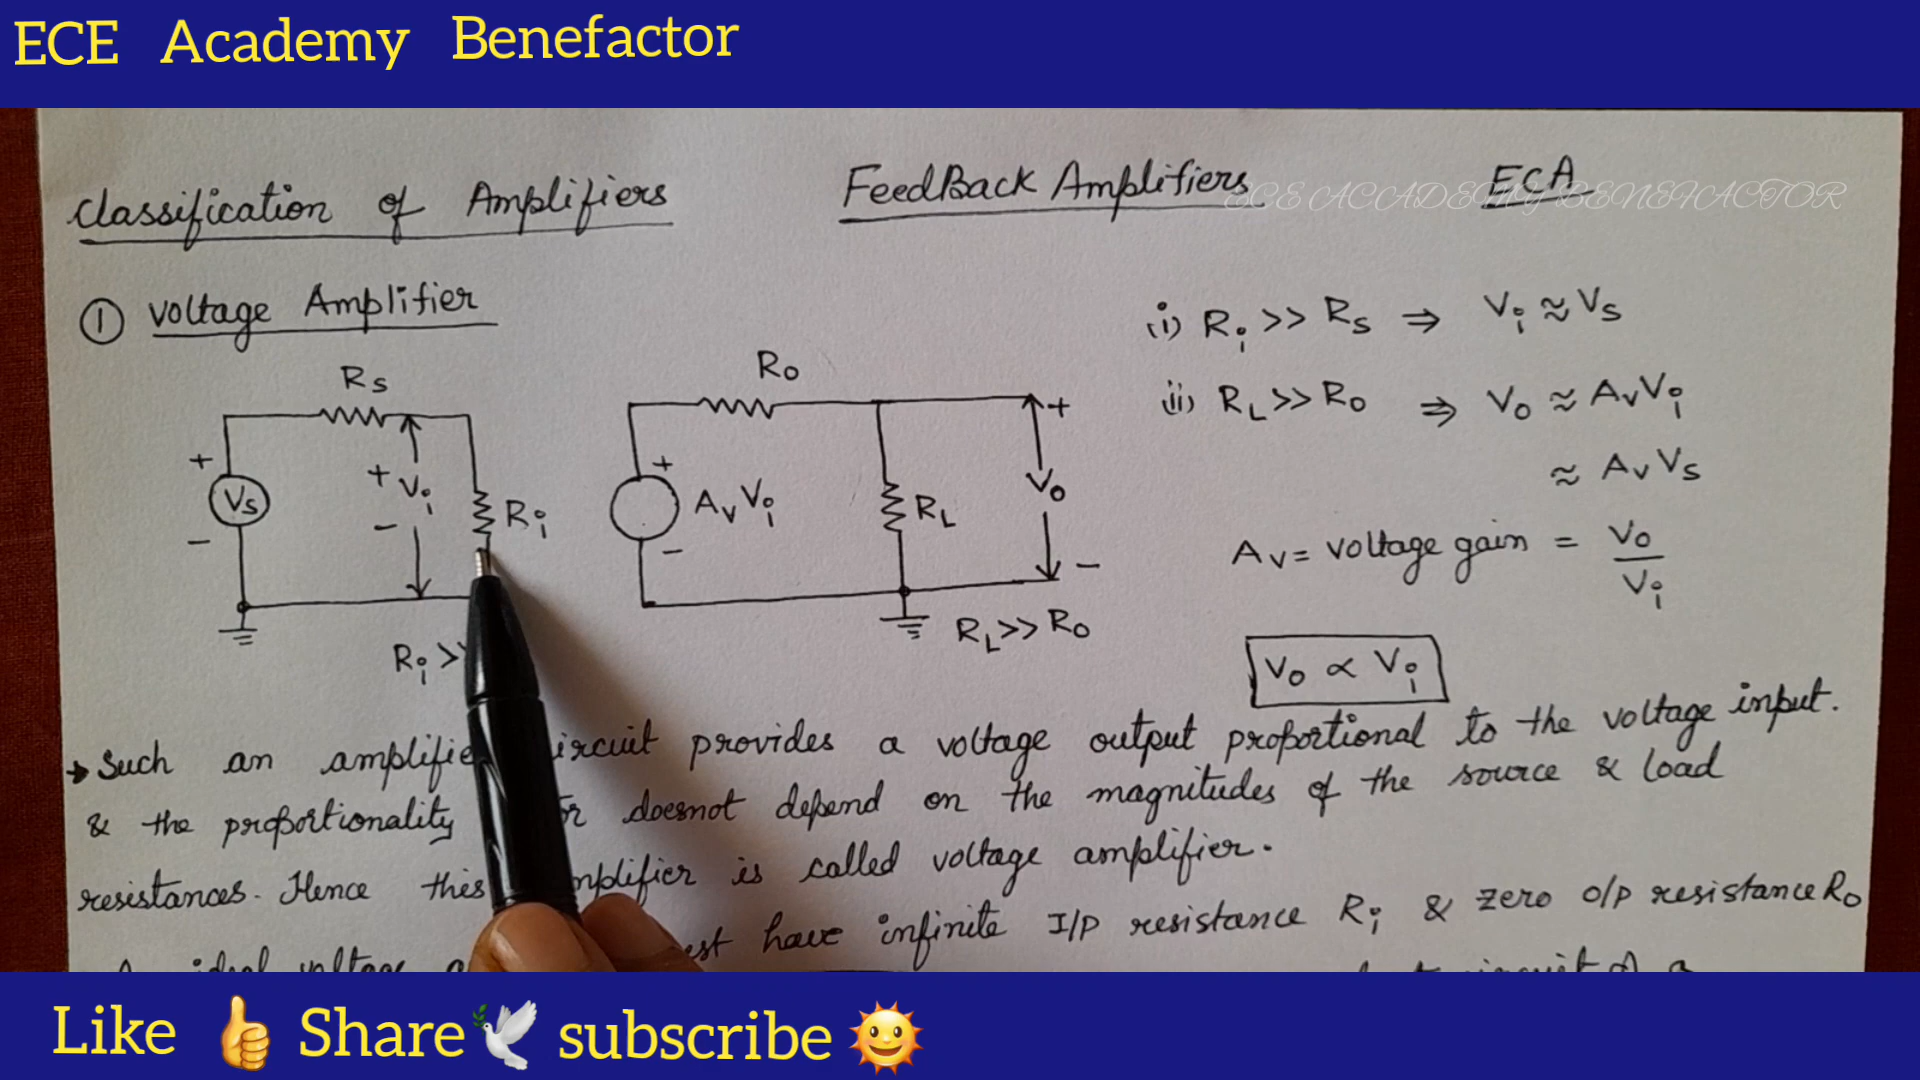 ECE Academy Benefactor
Classification of Amplifiers
FeedBack Amplifiers
ECA
ECE ACCADEMY BENEFACTOR
① Voltage Amplifier
Rs
+
Vs
-
+
Vi
-
Ri
Ri >
Ro
+
AvVi
-
RL
+
Vo
-
RL >> Ro
(i) Ri >> Rs ⇒ Vi ≈ Vs
(ii) RL >> Ro ⇒ Vo ≈ AvVi
≈ AvVs
Av = voltage gain = Vo / Vi
Vo ∝ Vi
→ Such an amplifie ircuit provides a voltage output proportional to the voltage input.
& the proportionality r doesnot depend on the magnitudes of the source & load
resistances. Hence this mplifier is called voltage amplifier.
have infinite I/P resistance Ri & zero o/p resistance Ro
Like 👍 Share 🕊 subscribe 🌞